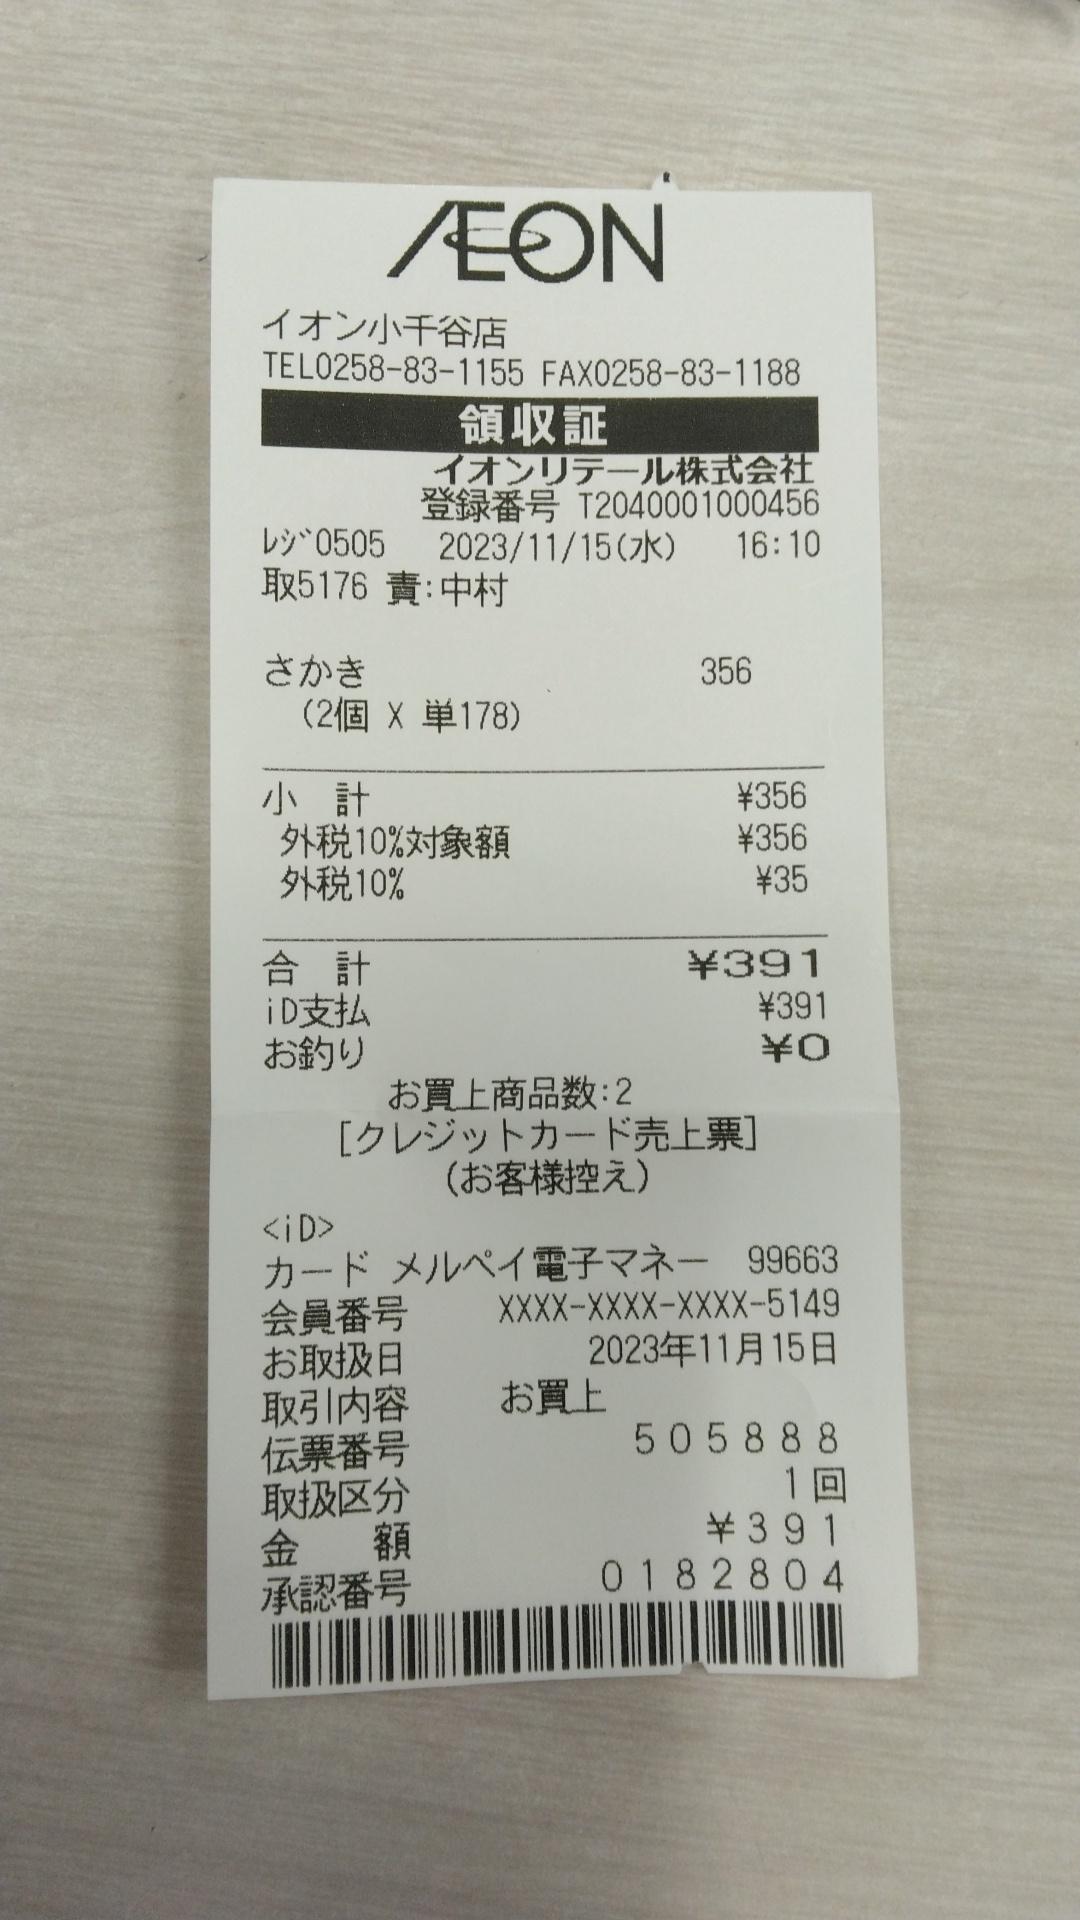 ÆON
イオン小千谷店
TEL0258-83-1155 FAX0258-83-1188
領収証
イオンリテール株式会社
登録番号 T2040001000456
ﾚｼﾞ0505 2023/11/15(水) 16:10
取5176 責:中村
さかき 356
(2個 X 単178)
小 計 ¥356
外税10%対象額 ¥356
外税10% ¥35
合 計 ¥391
iD支払 ¥391
お釣り ¥0
お買上商品数:2
[クレジットカード売上票]
(お客様控え)
<iD>
カード メルペイ電子マネー 99663
会員番号 XXXX-XXXX-XXXX-5149
お取扱日 2023年11月15日
取引内容 お買上
伝票番号 505888
取扱区分 1回
金 額 ¥391
承認番号 0182804